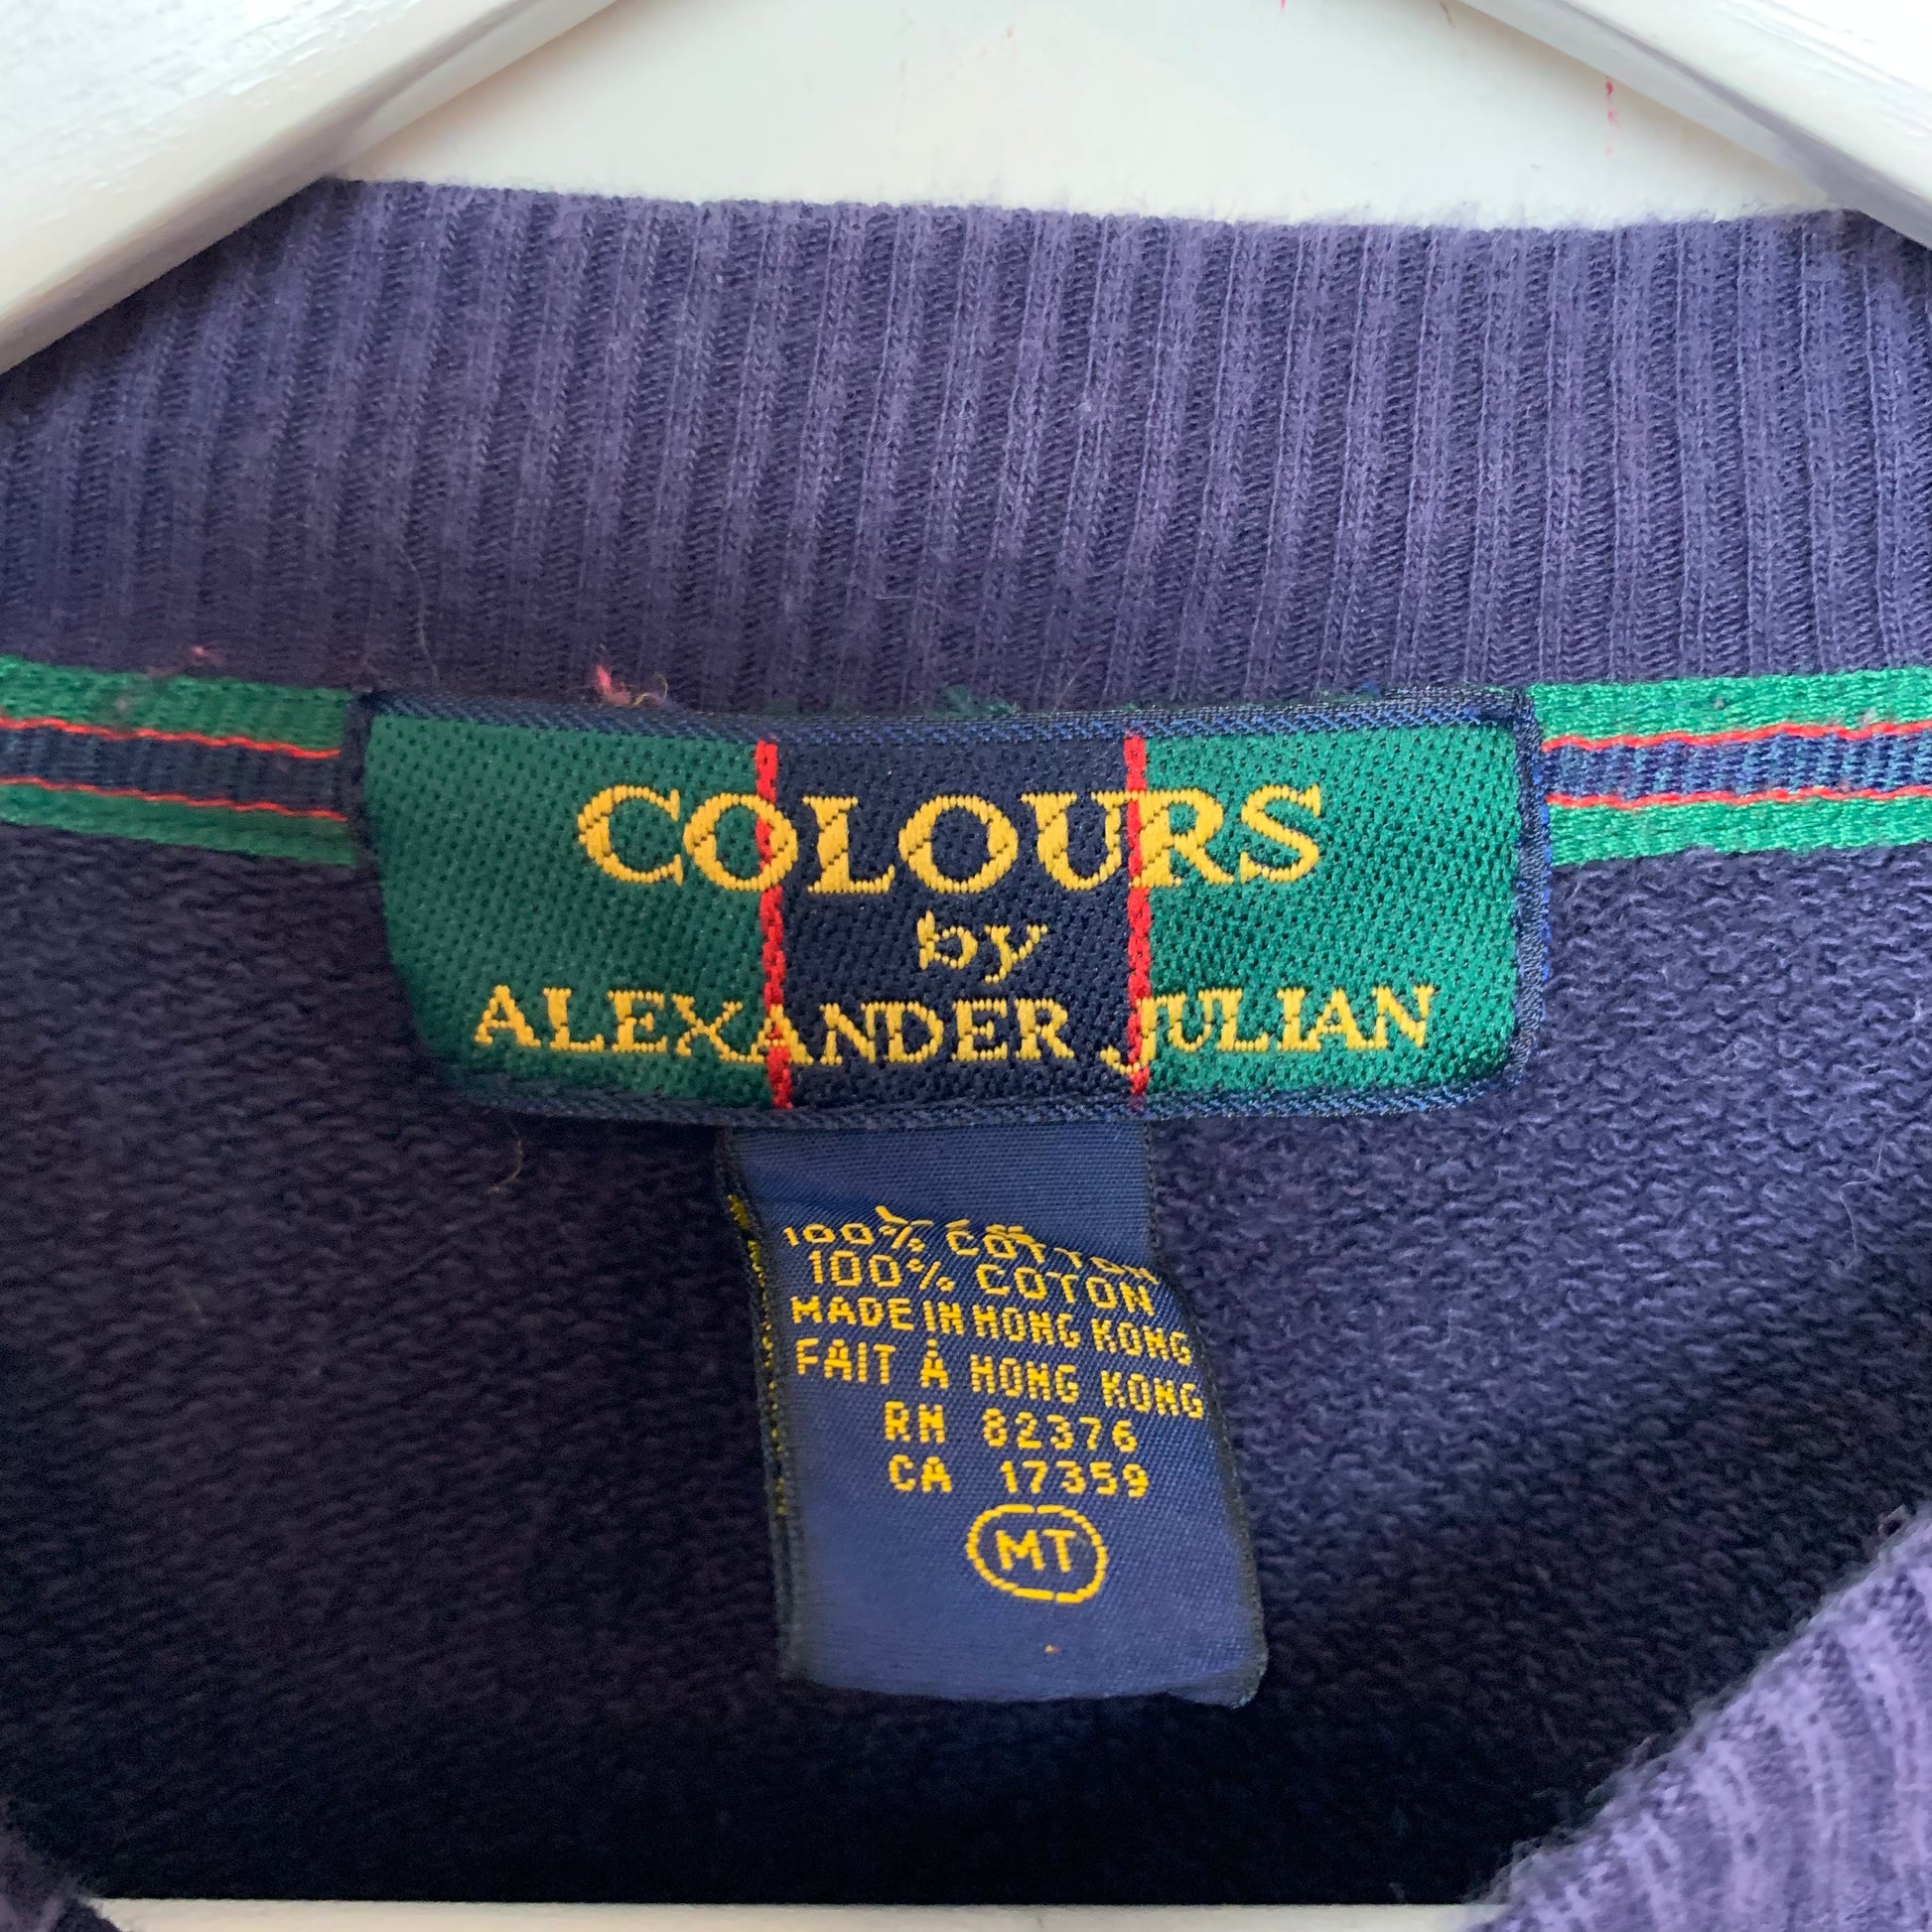 COLOURS
by
ALEXANDER JULIAN
100% COTTON
100% COTON
MADE IN HONG KONG
FAIT À HONG KONG
RN 82376
CA 17359
MT